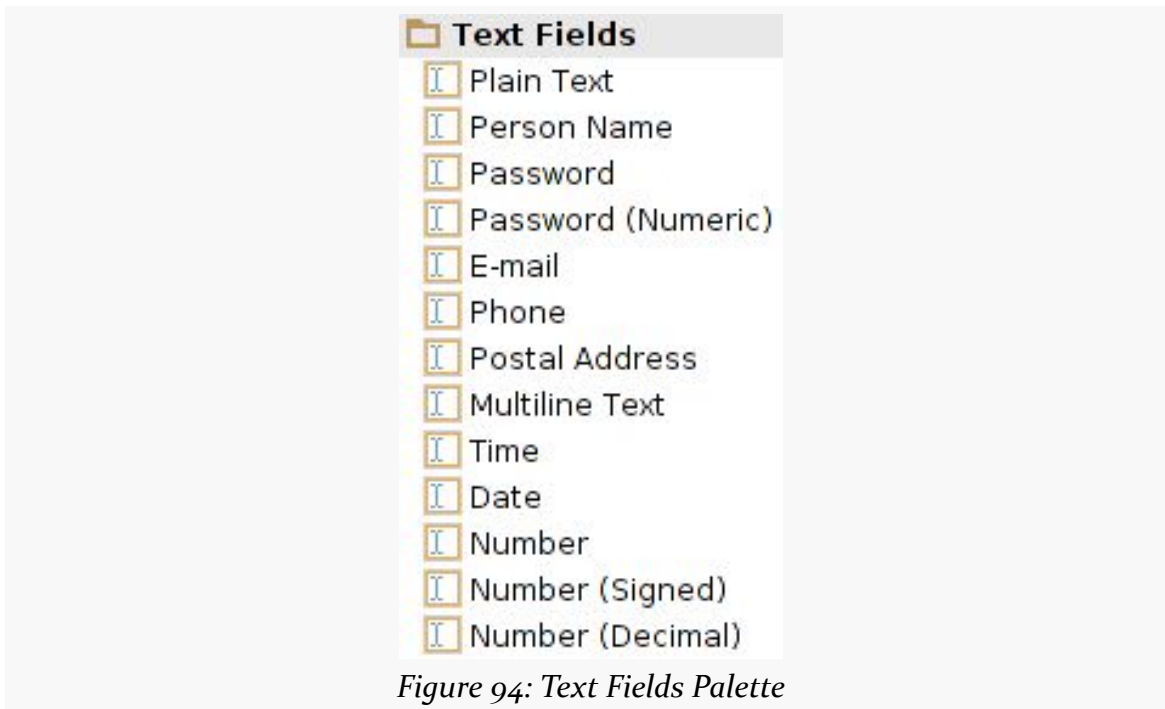 Text Fields
Plain Text
Person Name
Password
Password (Numeric)
E-mail
Phone
Postal Address
Multiline Text
Time
Date
Number
Number (Signed)
Number (Decimal)
Figure 94: Text Fields Palette